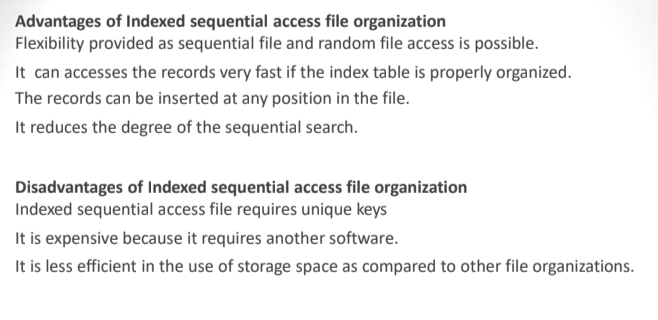 Advantages of Indexed sequential access file organization
Flexibility provided as sequential file and random file access is possible.
It can accesses the records very fast if the index table is properly organized.
The records can be inserted at any position in the file.
It reduces the degree of the sequential search.
Disadvantages of Indexed sequential access file organization
Indexed sequential access file requires unique keys
It is expensive because it requires another software.
It is less efficient in the use of storage space as compared to other file organizations.